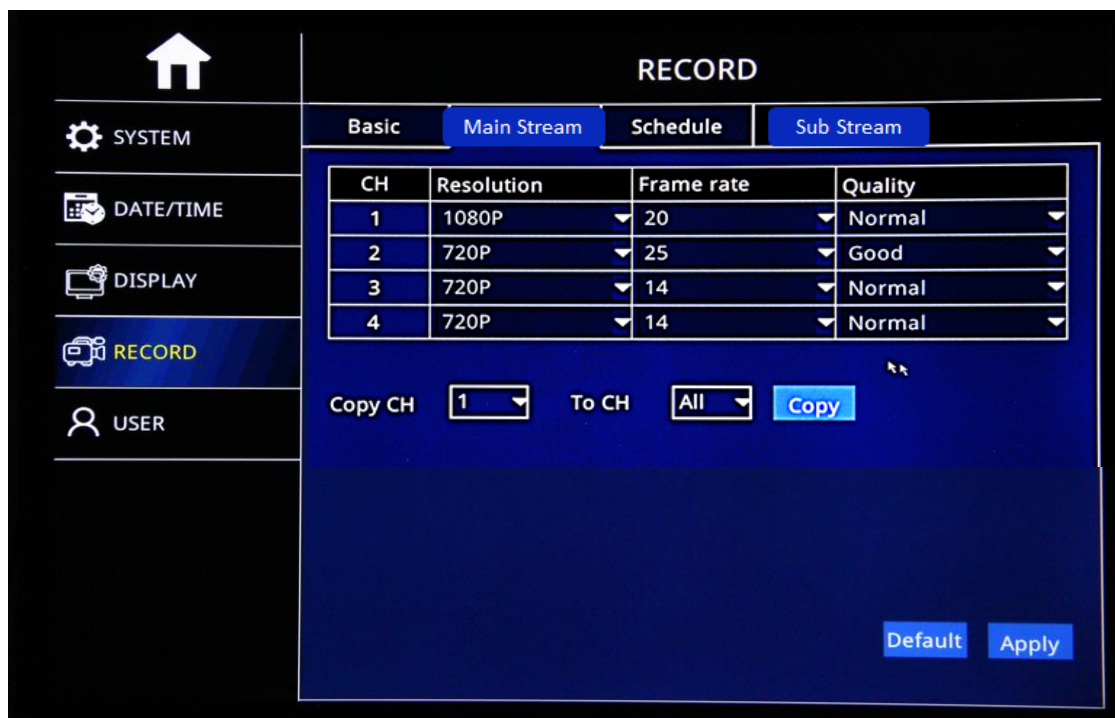 RECORD
SYSTEM
DATE/TIME
DISPLAY
RECORD
USER
Basic Main Stream Schedule Sub Stream
CH Resolution Frame rate Quality
1 1080P 20 Normal
2 720P 25 Good
3 720P 14 Normal
4 720P 14 Normal
Copy CH 1 To CH All Copy
Default Apply